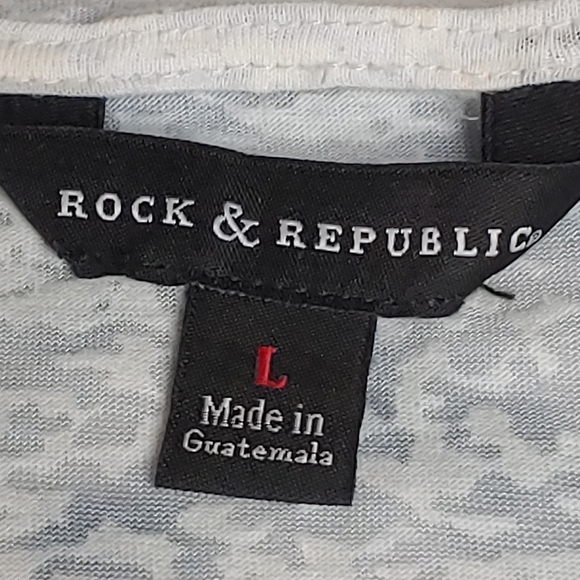 ROCK & REPUBLIC®
L
Made in
Guatemala